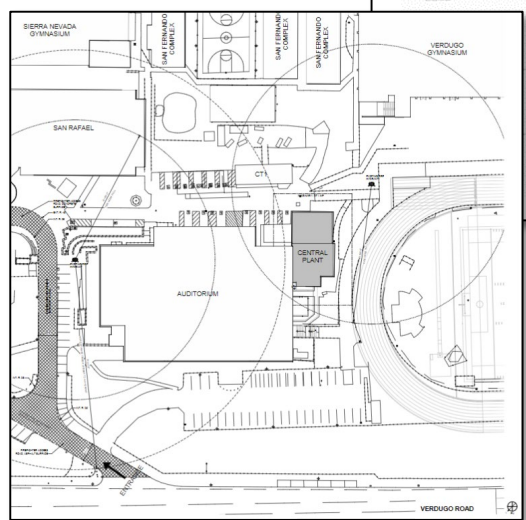 SIERRA NEVADA
GYMNASIUM
SAN FERNANDO
COMPLEX
SAN FERNANDO
COMPLEX
SAN FERNANDO
COMPLEX
VERDUGO
GYMNASIUM
SAN RAFAEL
CT
CENTRAL
PLANT
AUDITORIUM
ENTRANCE
VERDUGO ROAD